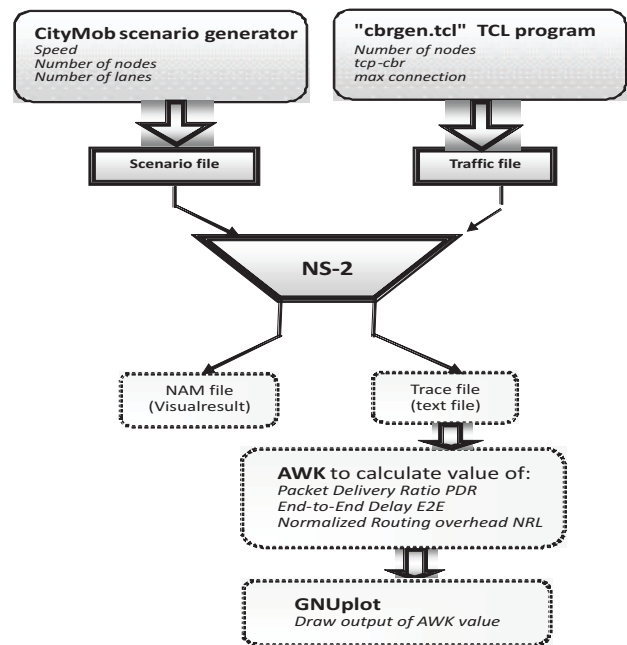 CityMob scenario generator
Speed
Number of nodes
Number of lanes
"cbrgen.tcl" TCL program
Number of nodes
tcp-cbr
max connection
Scenario file
Traffic file
NS-2
NAM file
(Visualresult)
Trace file
(text file)
AWK to calculate value of:
Packet Delivery Ratio PDR
End-to-End Delay E2E
Normalized Routing overhead NRL
GNUplot
Draw output of AWK value